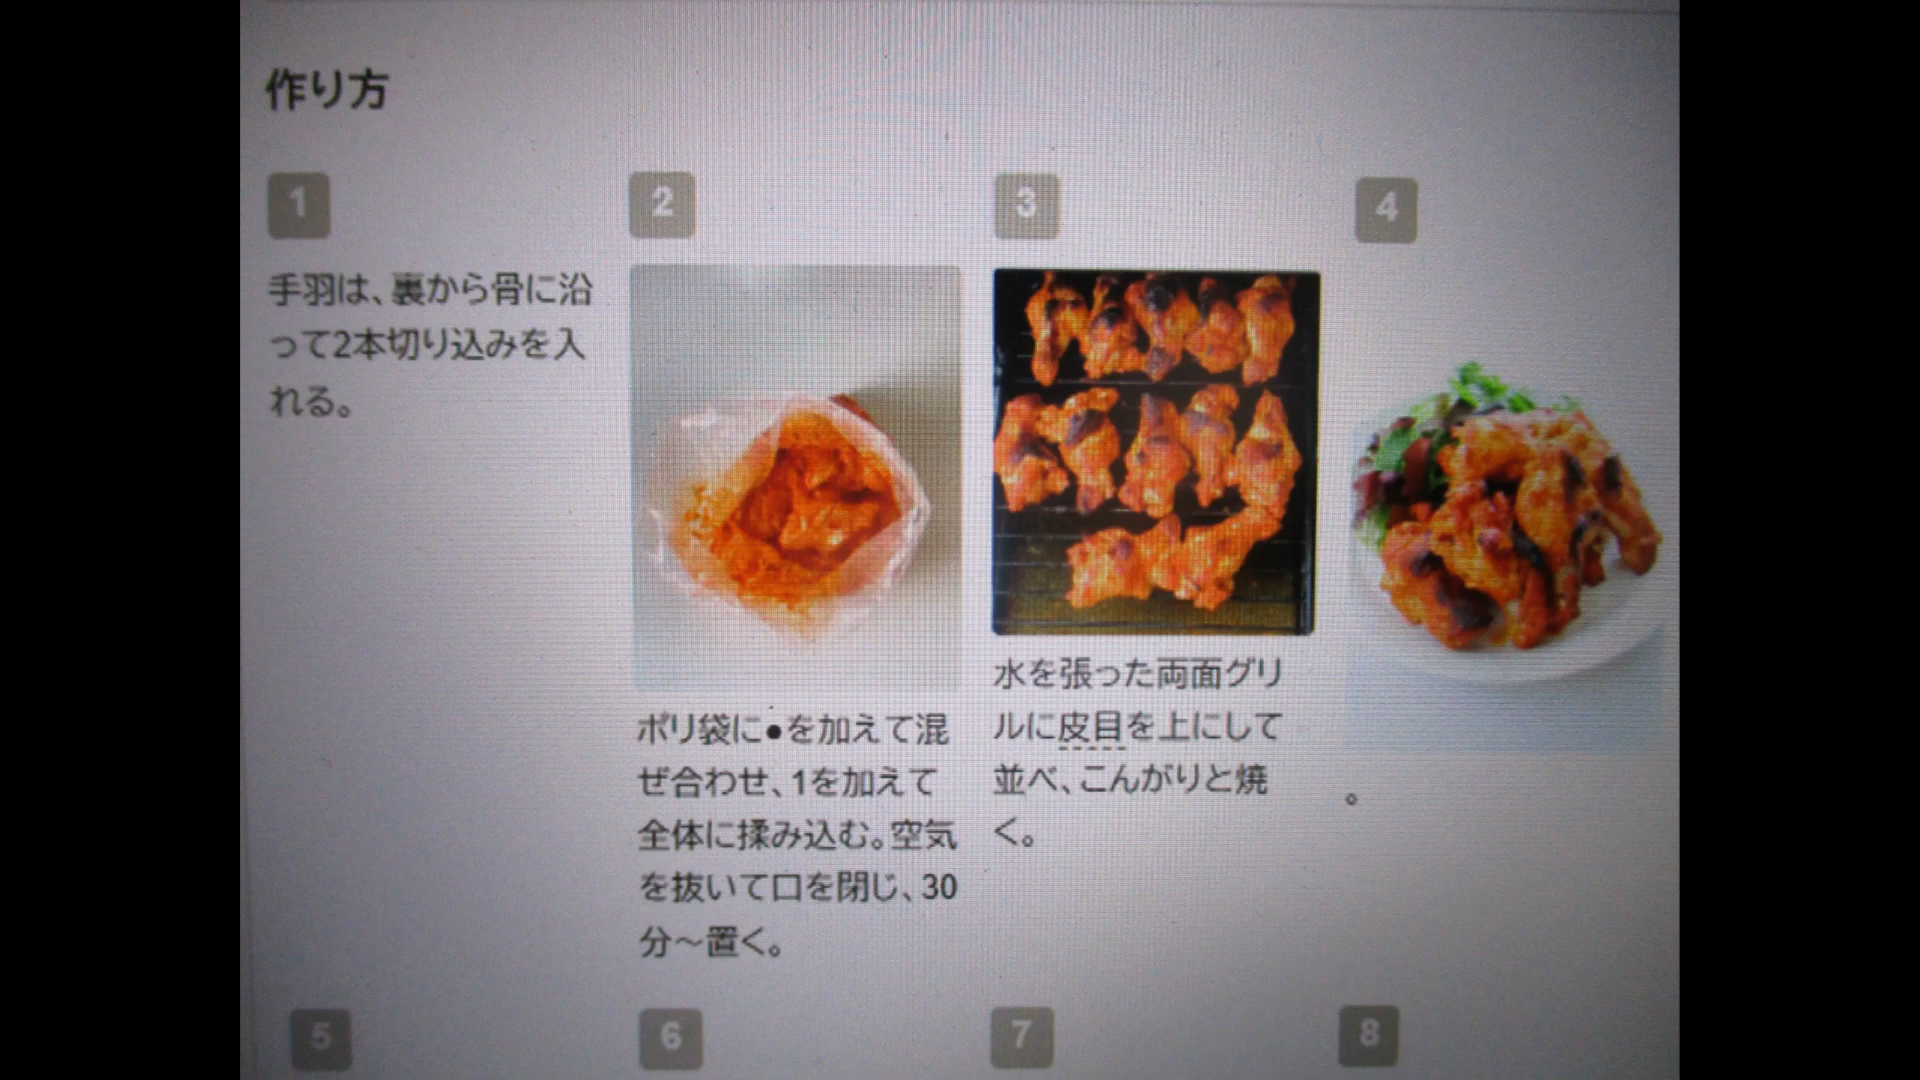 作り方
1
手羽は、裏から骨に沿
って2本切り込みを入
れる。
2
ポリ袋に●を加えて混
ぜ合わせ、1を加えて
全体に揉み込む。空気
を抜いて口を閉じ、30
分～置く。
3
水を張った両面グリ
ルに皮目を上にして
並べ、こんがりと焼
く。
4
。
5
6
7
8